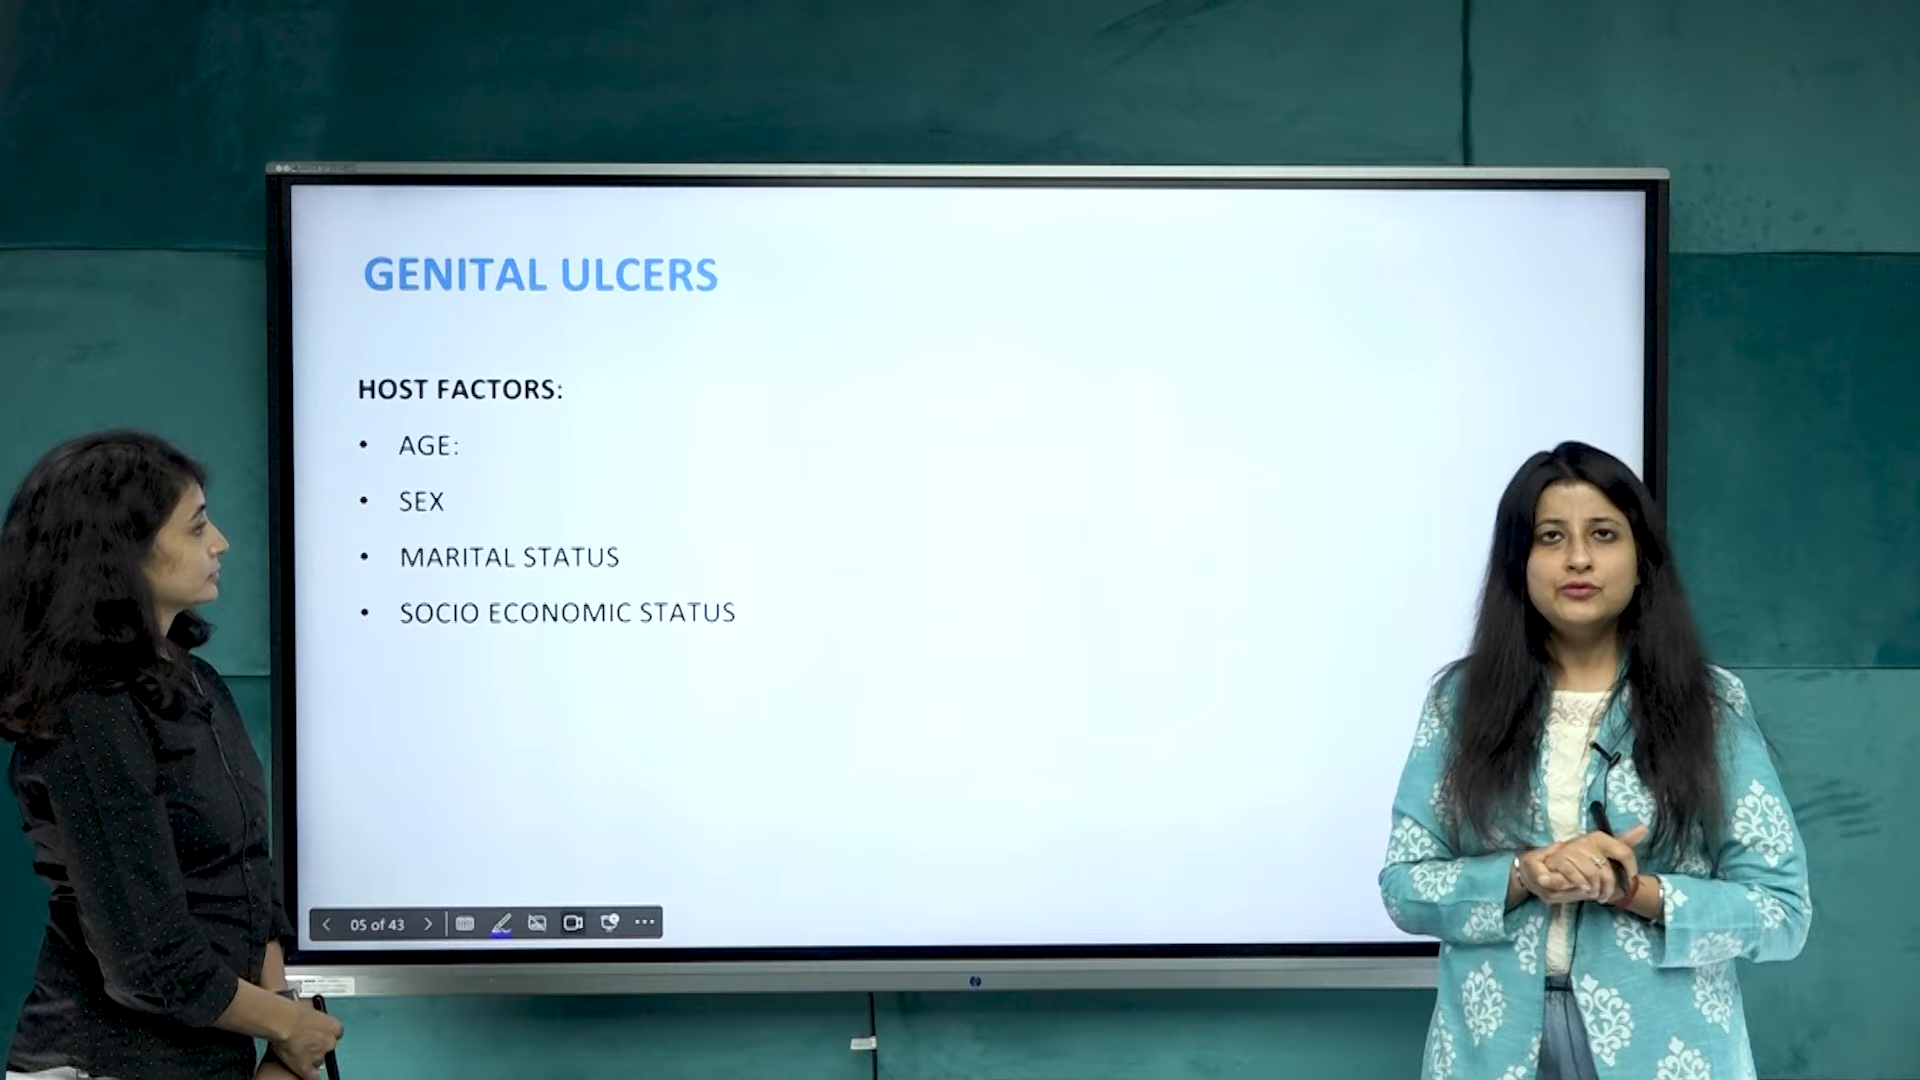 GENITAL ULCERS
HOST FACTORS:
• AGE:
• SEX
• MARITAL STATUS
• SOCIO ECONOMIC STATUS
05 of 43